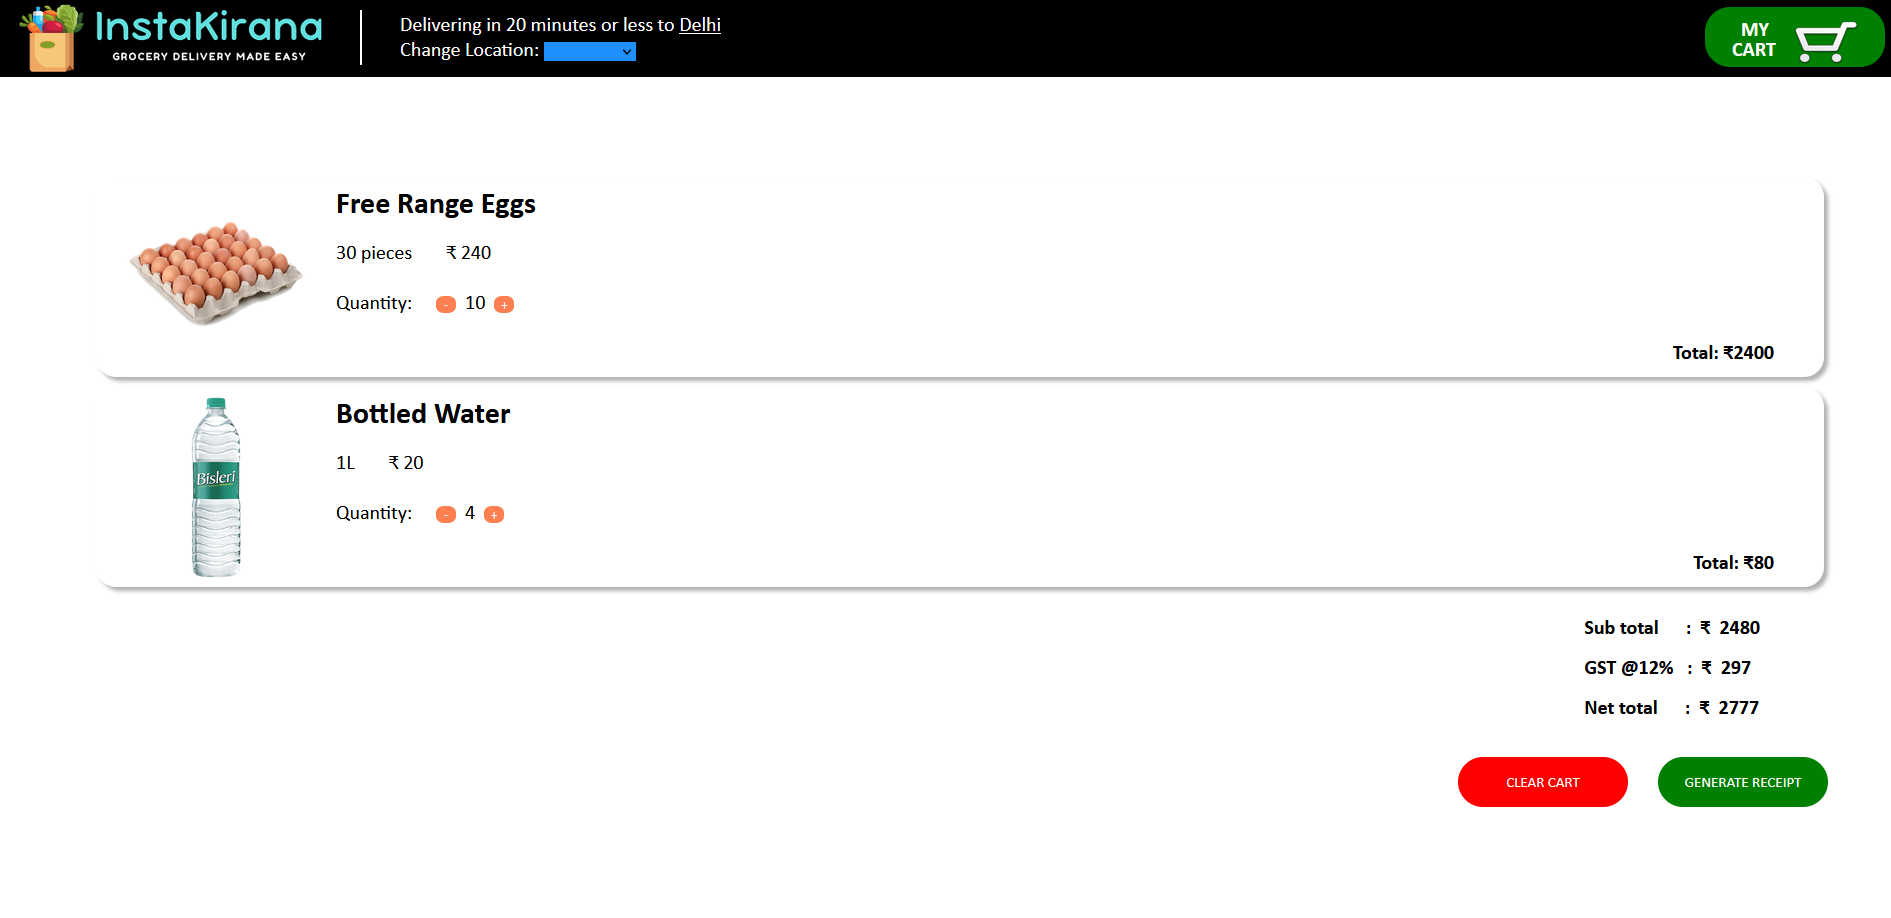 InstaKirana
GROCERY DELIVERY MADE EASY
Delivering in 20 minutes or less to Delhi
Change Location:
MY
CART
Free Range Eggs
30 pieces ₹ 240
Quantity: - 10 +
Total: ₹2400
Bisleri
Bottled Water
1L ₹ 20
Quantity: - 4 +
Total: ₹80
Sub total : ₹ 2480
GST @12% : ₹ 297
Net total : ₹ 2777
CLEAR CART
GENERATE RECEIPT